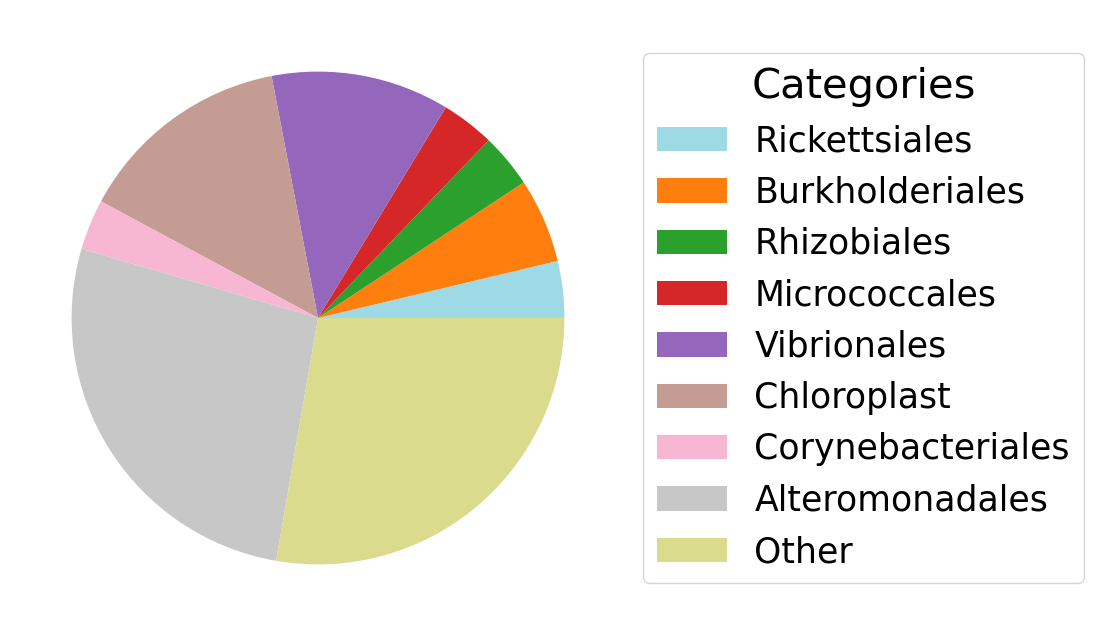 Categories
Rickettsiales
Burkholderiales
Rhizobiales
Micrococcales
Vibrionales
Chloroplast
Corynebacteriales
Alteromonadales
Other